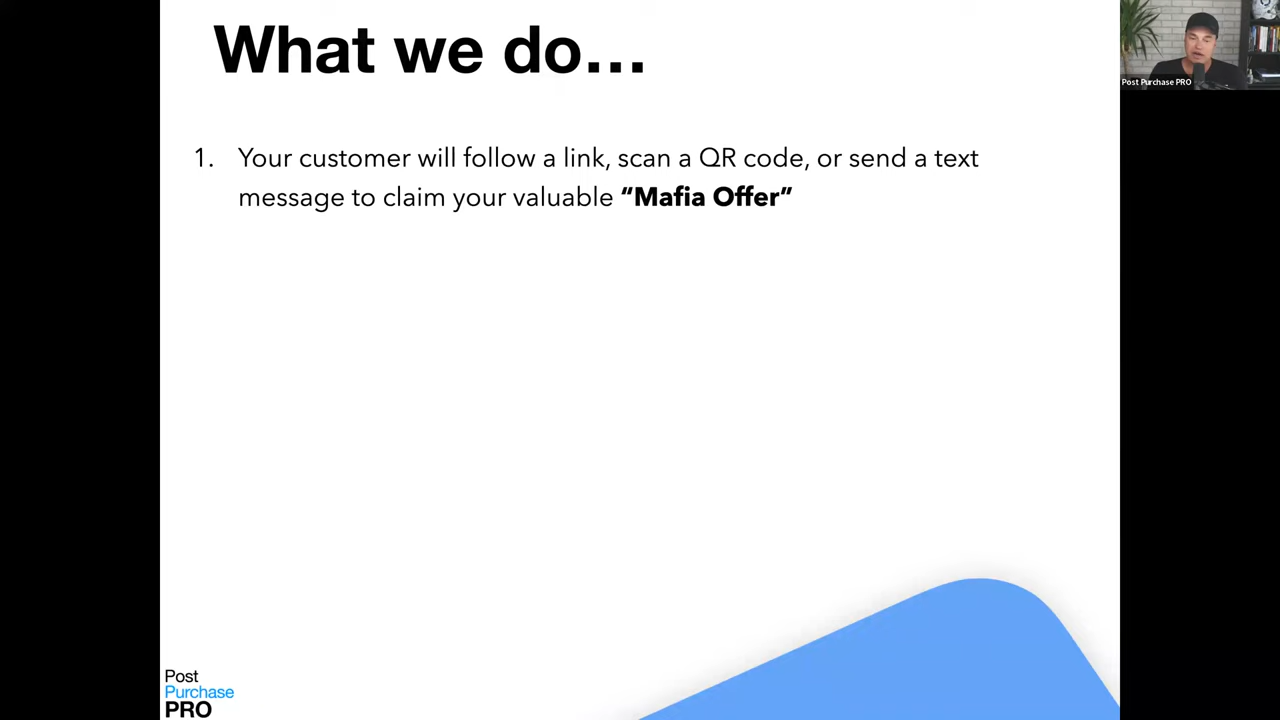 What we do…
1. Your customer will follow a link, scan a QR code, or send a text
message to claim your valuable “Mafia Offer”
Post Purchase PRO
Post
Purchase
PRO